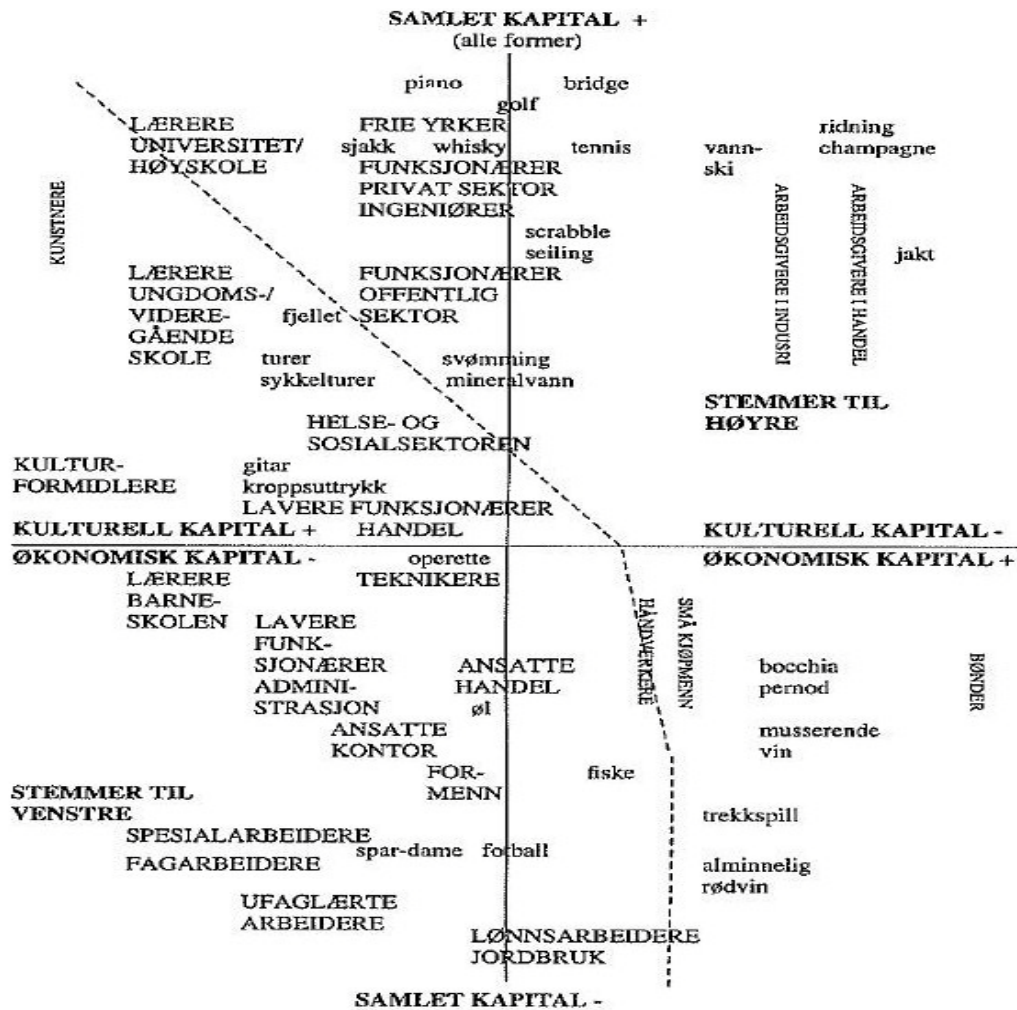 SAMLET KAPITAL +
(alle former)
piano
bridge
golf
LÆRERE
UNIVERSITET/
HØYSKOLE
FRIE YRKER
sjakk
whisky
tennis
vann-
ski
ridning
champagne
FUNKSJONÆRER
PRIVAT SEKTOR
INGENIØRER
KUNSTNERE
ARBEIDSGIVERE I INDUSRI
ARBEIDSGIVERE I HANDEL
scrabble
seiling
jakt
LÆRERE
UNGDOMS-/
VIDERE-
GÅENDE
SKOLE
FUNKSJONÆRER
OFFENTLIG
SEKTOR
fjellet
turer
sykkelturer
svømming
mineralvann
STEMMER TIL
HØYRE
HELSE- OG
SOSIALSEKTOREN
KULTUR-
FORMIDLERE
gitar
kroppsuttrykk
LAVERE FUNKSJONÆRER
HANDEL
KULTURELL KAPITAL +
KULTURELL KAPITAL -
ØKONOMISK KAPITAL -
ØKONOMISK KAPITAL +
operette
TEKNIKERE
LÆRERE
BARNE-
SKOLEN
LAVERE
FUNK-
SJONÆRER
ADMINI-
STRASJON
ANSATTE
HANDEL
øl
HÅNDVERKERE
SMÅ KJØPMENN
bocchia
pernod
BØNDER
ANSATTE
KONTOR
musserende
vin
FOR-
MENN
fiske
STEMMER TIL
VENSTRE
trekkspill
SPESIALARBEIDERE
spar-dame
fotball
FAGARBEIDERE
alminnelig
rødvin
UFAGLÆRTE
ARBEIDERE
LØNNSARBEIDERE
JORDBRUK
SAMLET KAPITAL -